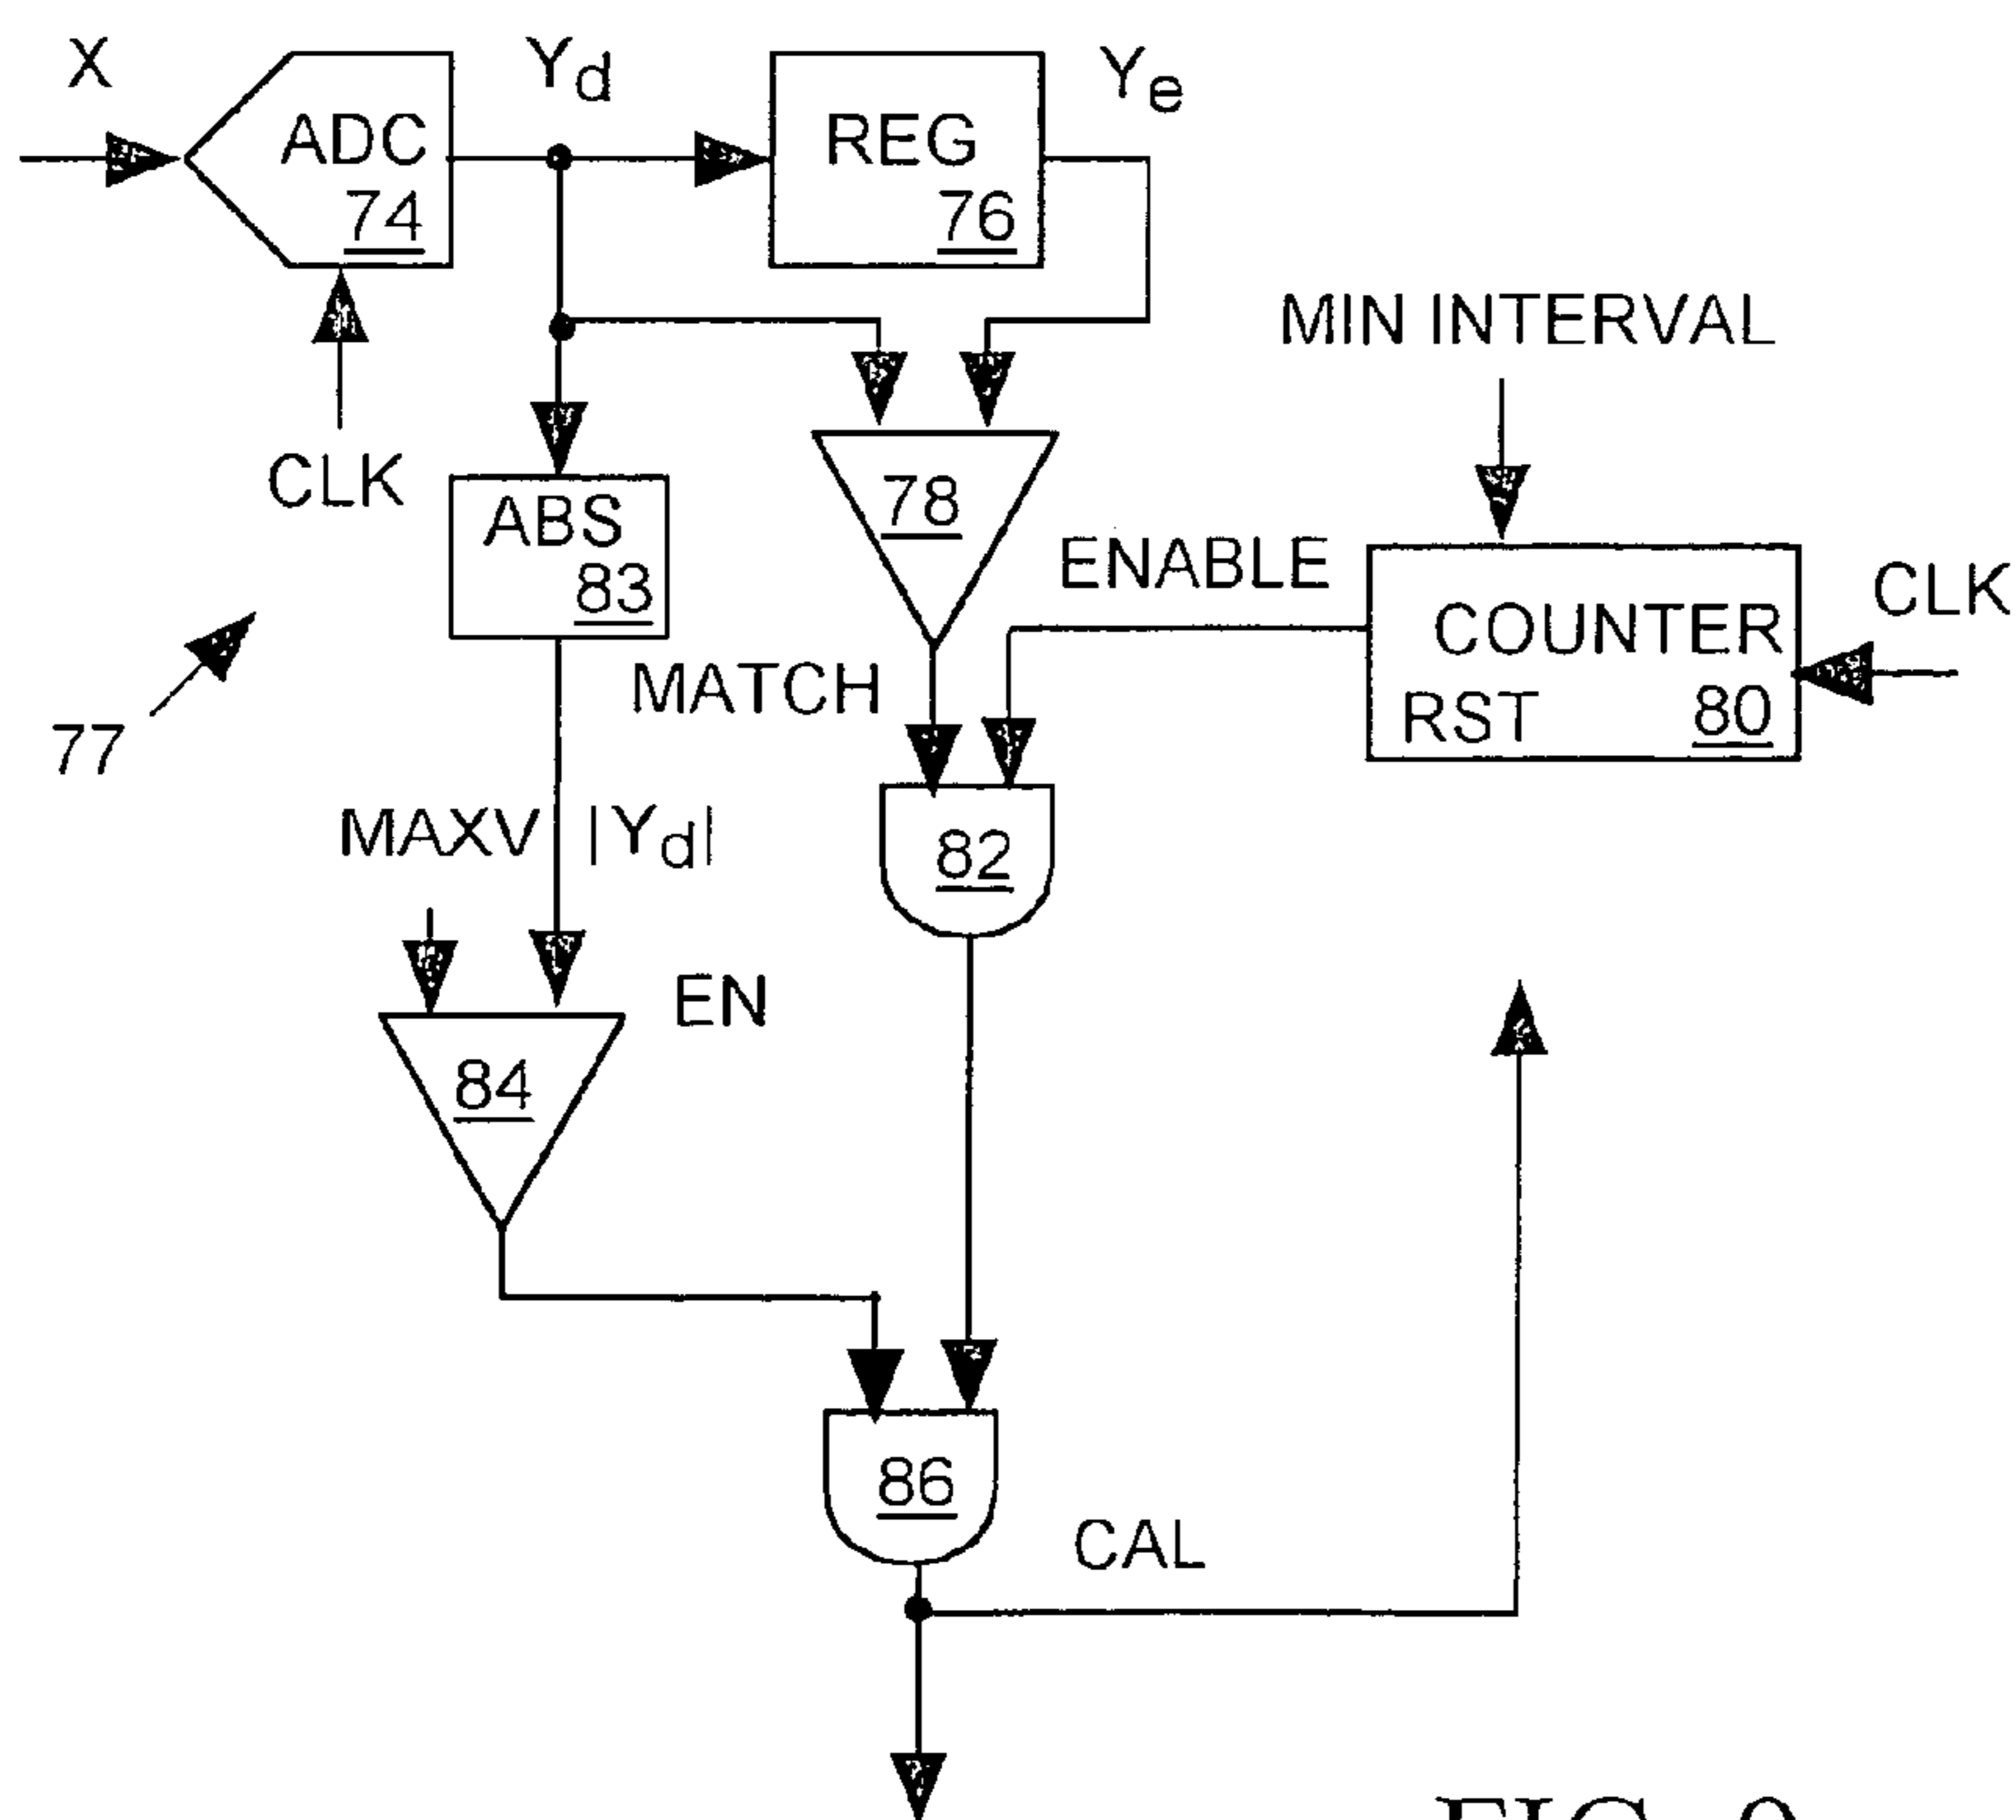 X
ADC
74
Yd
REG
76
Ye
CLK
MIN INTERVAL
ABS
83
78
ENABLE
COUNTER
RST
80
CLK
77
MATCH
MAXV
|Yd|
82
EN
84
86
CAL